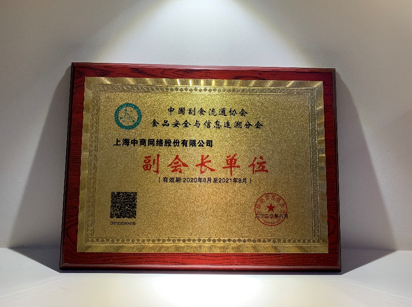 中国副食流通协会
食品安全与信息追溯分会
上海中商网络股份有限公司
副会长单位
（有效期:2020年8月至2021年8月）